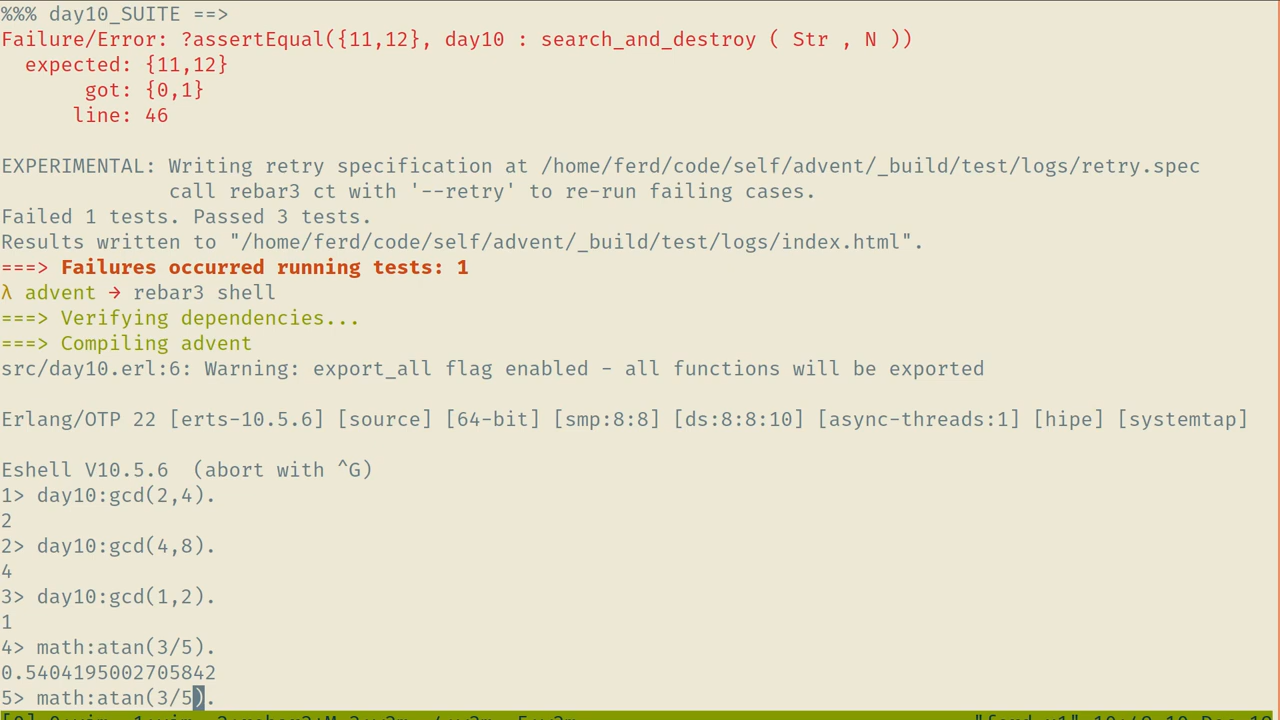 %%% day10_SUITE ==>
Failure/Error: ?assertEqual({11,12}, day10 : search_and_destroy ( Str , N ))
expected: {11,12}
got: {0,1}
line: 46
EXPERIMENTAL: Writing retry specification at /home/ferd/code/self/advent/_build/test/logs/retry.spec
call rebar3 ct with '--retry' to re-run failing cases.
Failed 1 tests. Passed 3 tests.
Results written to "/home/ferd/code/self/advent/_build/test/logs/index.html".
===> Failures occurred running tests: 1
λ advent → rebar3 shell
===> Verifying dependencies...
===> Compiling advent
src/day10.erl:6: Warning: export_all flag enabled - all functions will be exported
Erlang/OTP 22 [erts-10.5.6] [source] [64-bit] [smp:8:8] [ds:8:8:10] [async-threads:1] [hipe] [systemtap]
Eshell V10.5.6  (abort with ^G)
1> day10:gcd(2,4).
2
2> day10:gcd(4,8).
4
3> day10:gcd(1,2).
1
4> math:atan(3/5).
0.5404195002705842
5> math:atan(3/5).